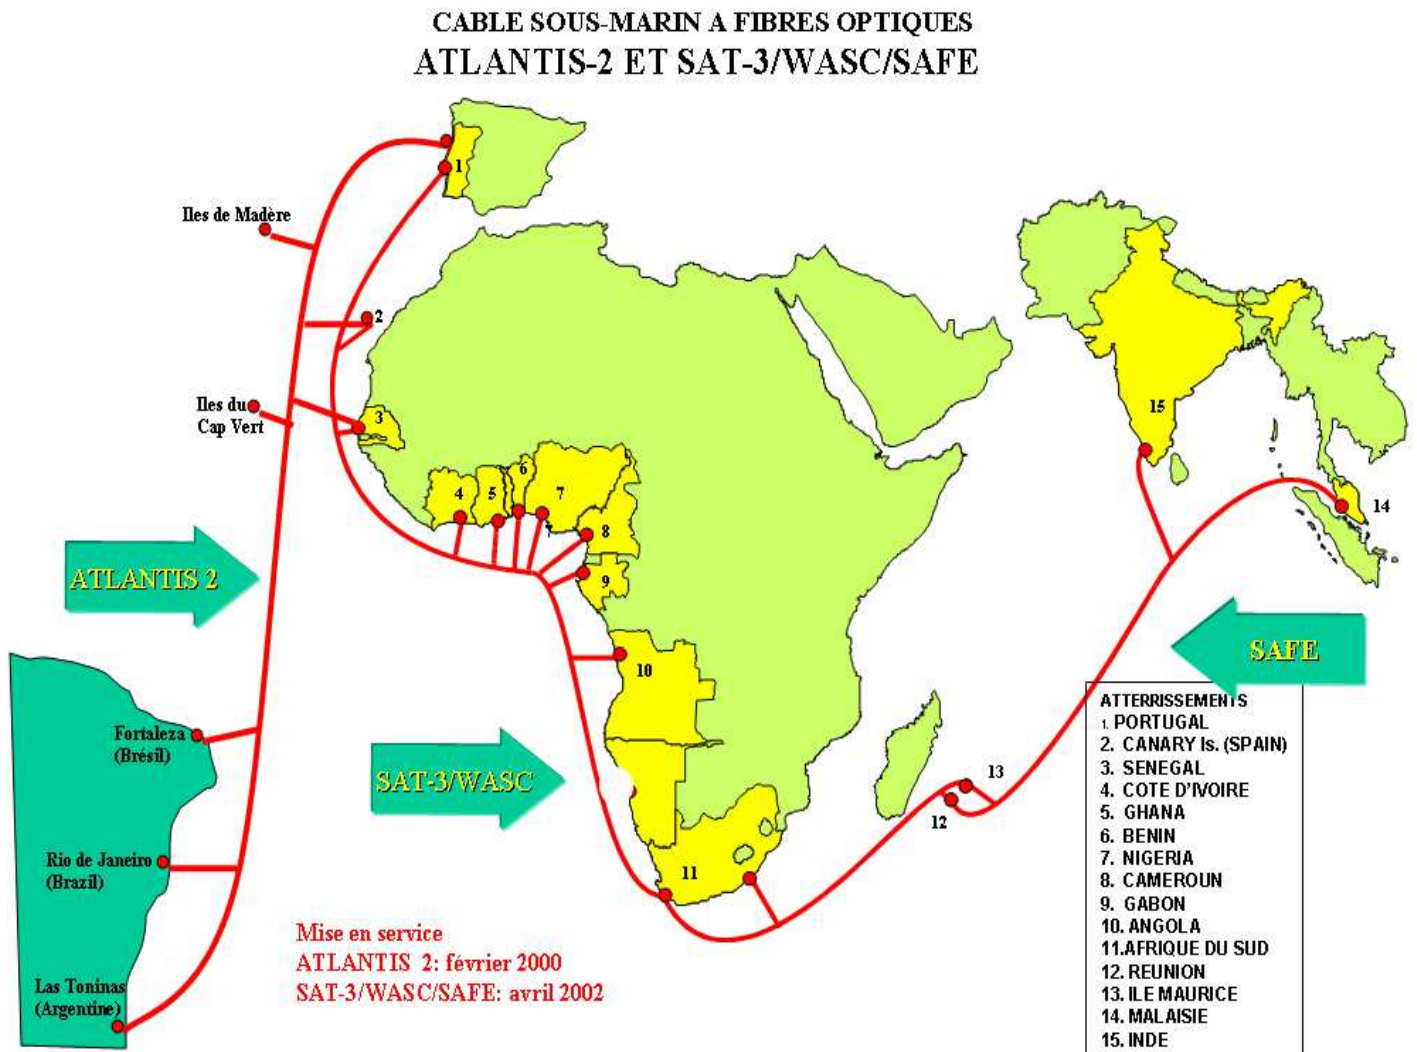 CABLE SOUS-MARIN A FIBRES OPTIQUES
ATLANTIS-2 ET SAT-3/WASC/SAFE
1
Iles de Madère
2
Iles du
Cap Vert
3
4
5
6
7
8
9
10
11
12
13
14
15
ATLANTIS 2
SAFE
SAT-3/WASC
Fortaleza
(Brésil)
Rio de Janeiro
(Brazil)
Las Toninas
(Argentine)
Mise en service
ATLANTIS 2: février 2000
SAT-3/WASC/SAFE: avril 2002
ATTERRISSEMENTS
1. PORTUGAL
2. CANARY Is. (SPAIN)
3. SENEGAL
4. COTE D'IVOIRE
5. GHANA
6. BENIN
7. NIGERIA
8. CAMEROUN
9. GABON
10. ANGOLA
11.AFRIQUE DU SUD
12. REUNION
13. ILE MAURICE
14. MALAISIE
15. INDE